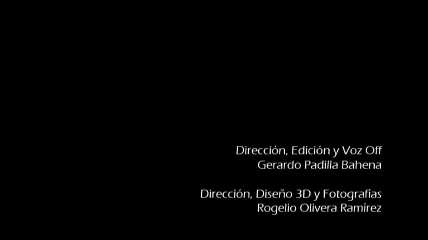 Dirección, Edición y Voz Off
Gerardo Padilla Bahena
Dirección, Diseño 3D y Fotografías
Rogelio Olivera Ramírez